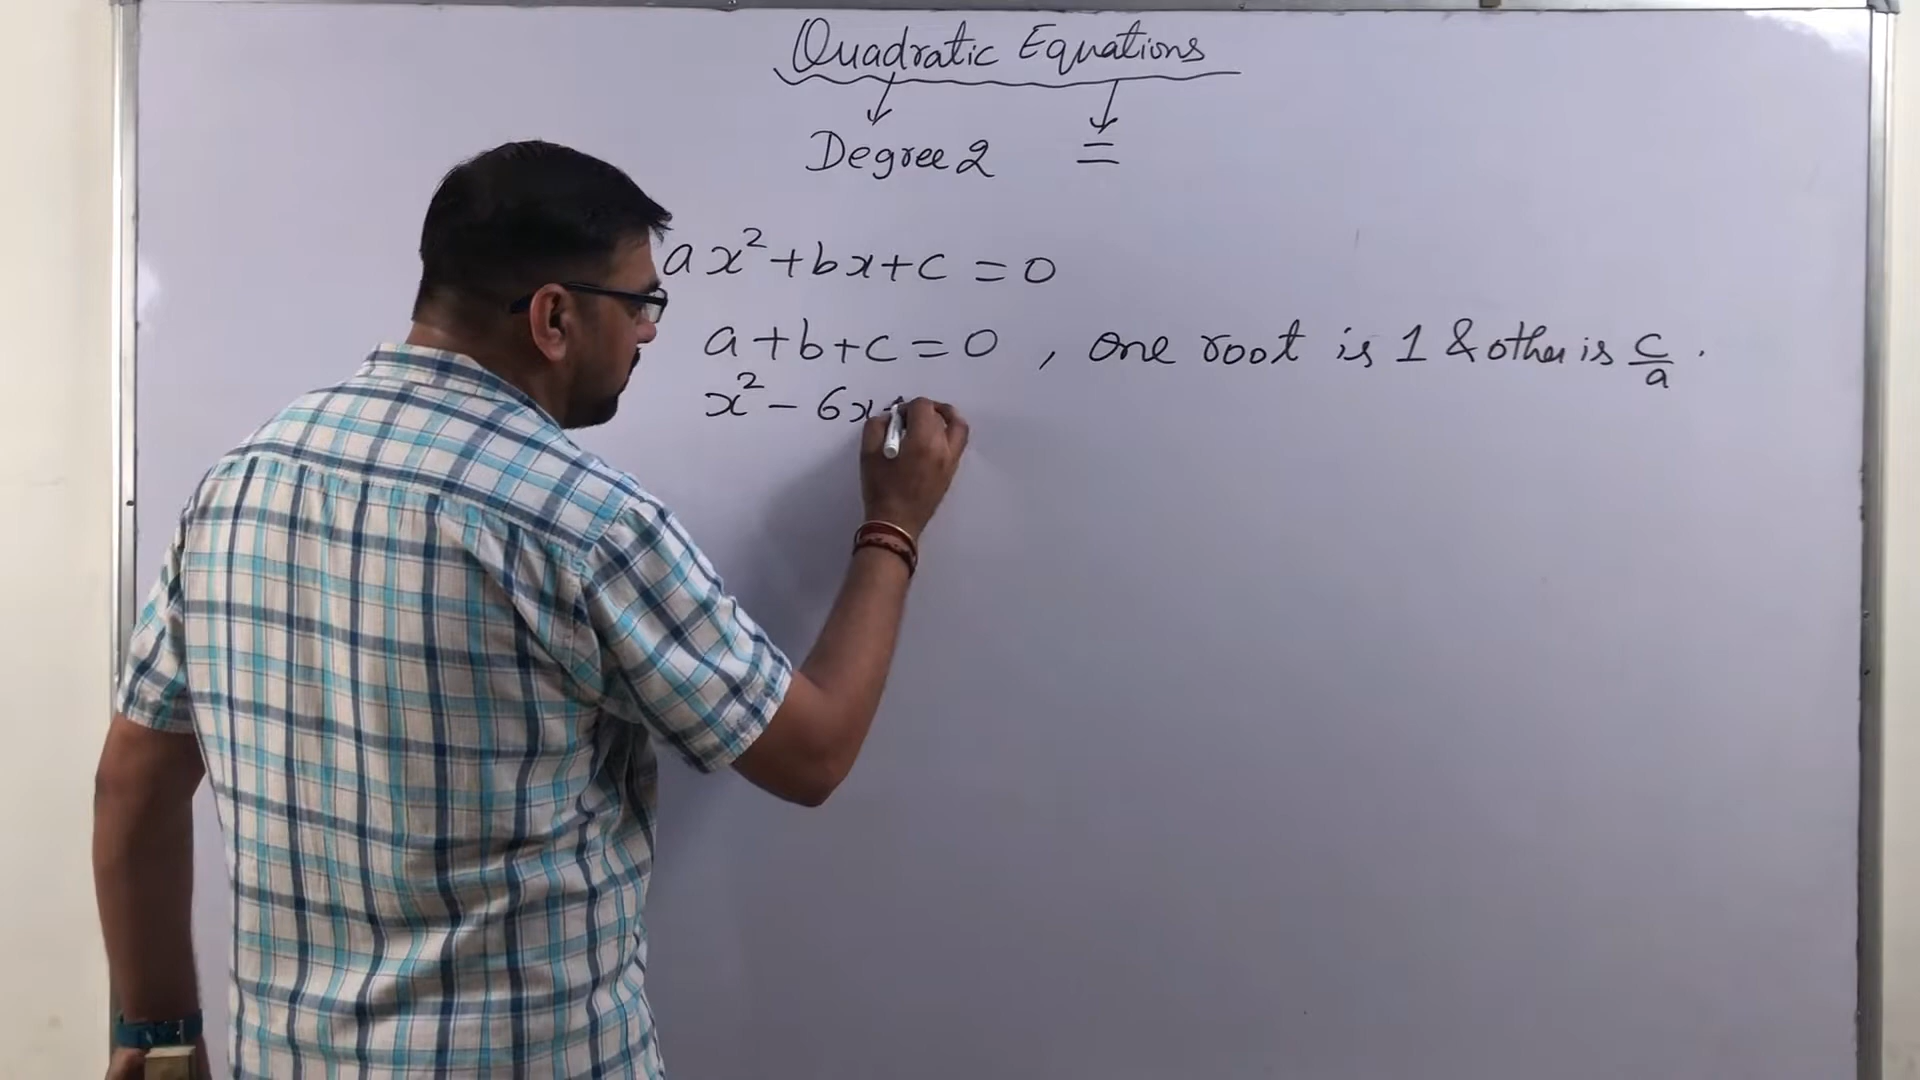 Quadratic Equations
Degree 2 =
ax²+bx+c = 0
a+b+c=0 , one root is 1 & other is c/a .
x² - 6x